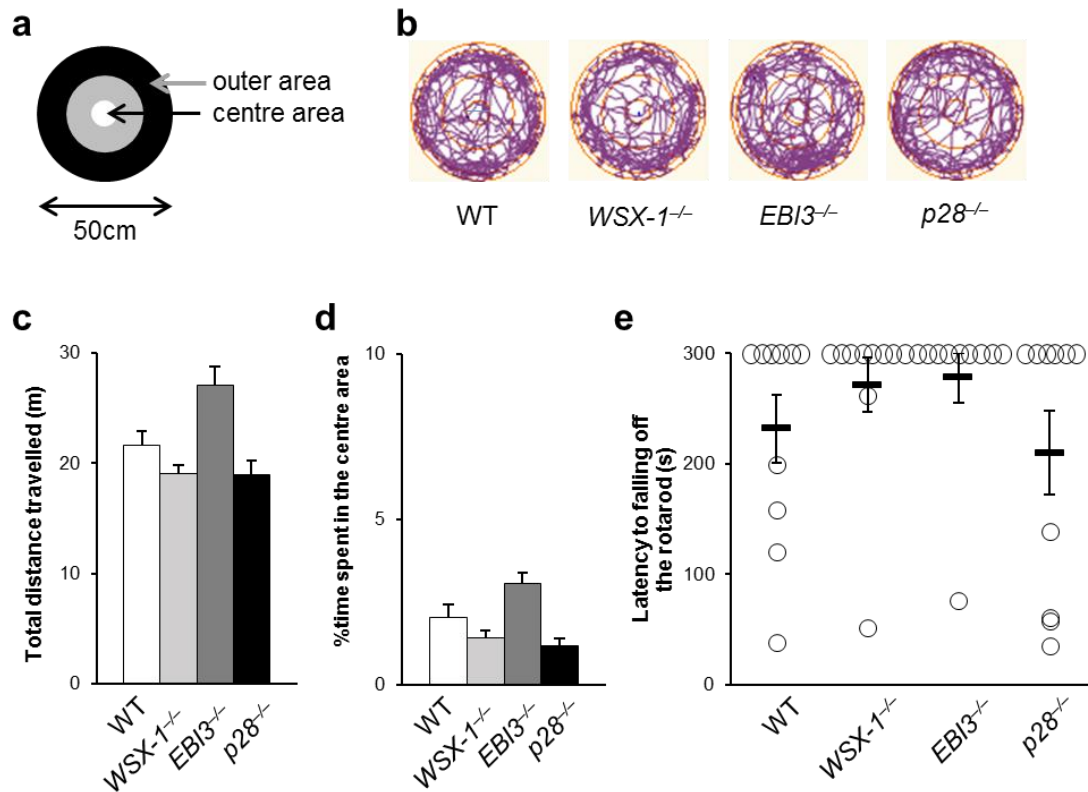 a
outer area
centre area
50cm
b
WT
WSX-1–/–
EBI3–/–
p28–/–
c
Total distance travelled (m)
30
20
10
0
WT
WSX-1–/–
EBI3–/–
p28–/–
d
%time spent in the centre area
10
5
0
WT
WSX-1–/–
EBI3–/–
p28–/–
e
Latency to falling off
the rotarod (s)
300
200
100
0
WT
WSX-1–/–
EBI3–/–
p28–/–